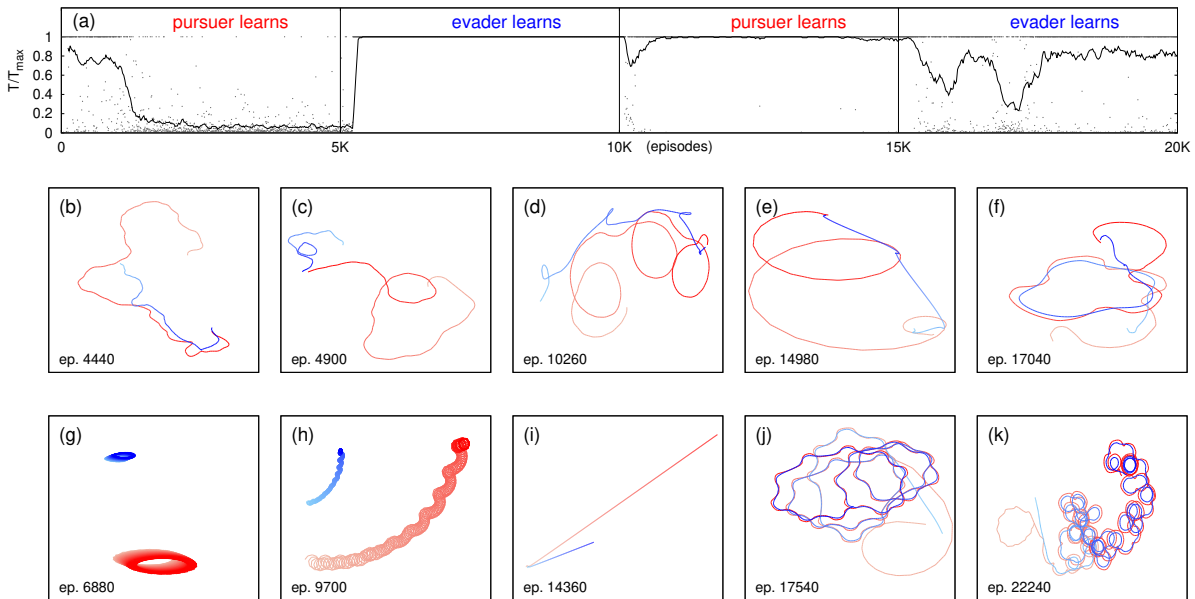 (a) pursuer learns evader learns pursuer learns evader learns
T/Tmax
1
0.8
0.6
0.4
0.2
0
0 5K 10K (episodes) 15K 20K
(b) (c) (d) (e) (f)
ep. 4440 ep. 4900 ep. 10260 ep. 14980 ep. 17040
(g) (h) (i) (j) (k)
ep. 6880 ep. 9700 ep. 14360 ep. 17540 ep. 22240